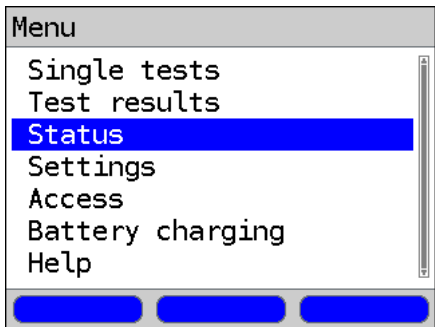 Menu
Single tests
Test results
Status
Settings
Access
Battery charging
Help